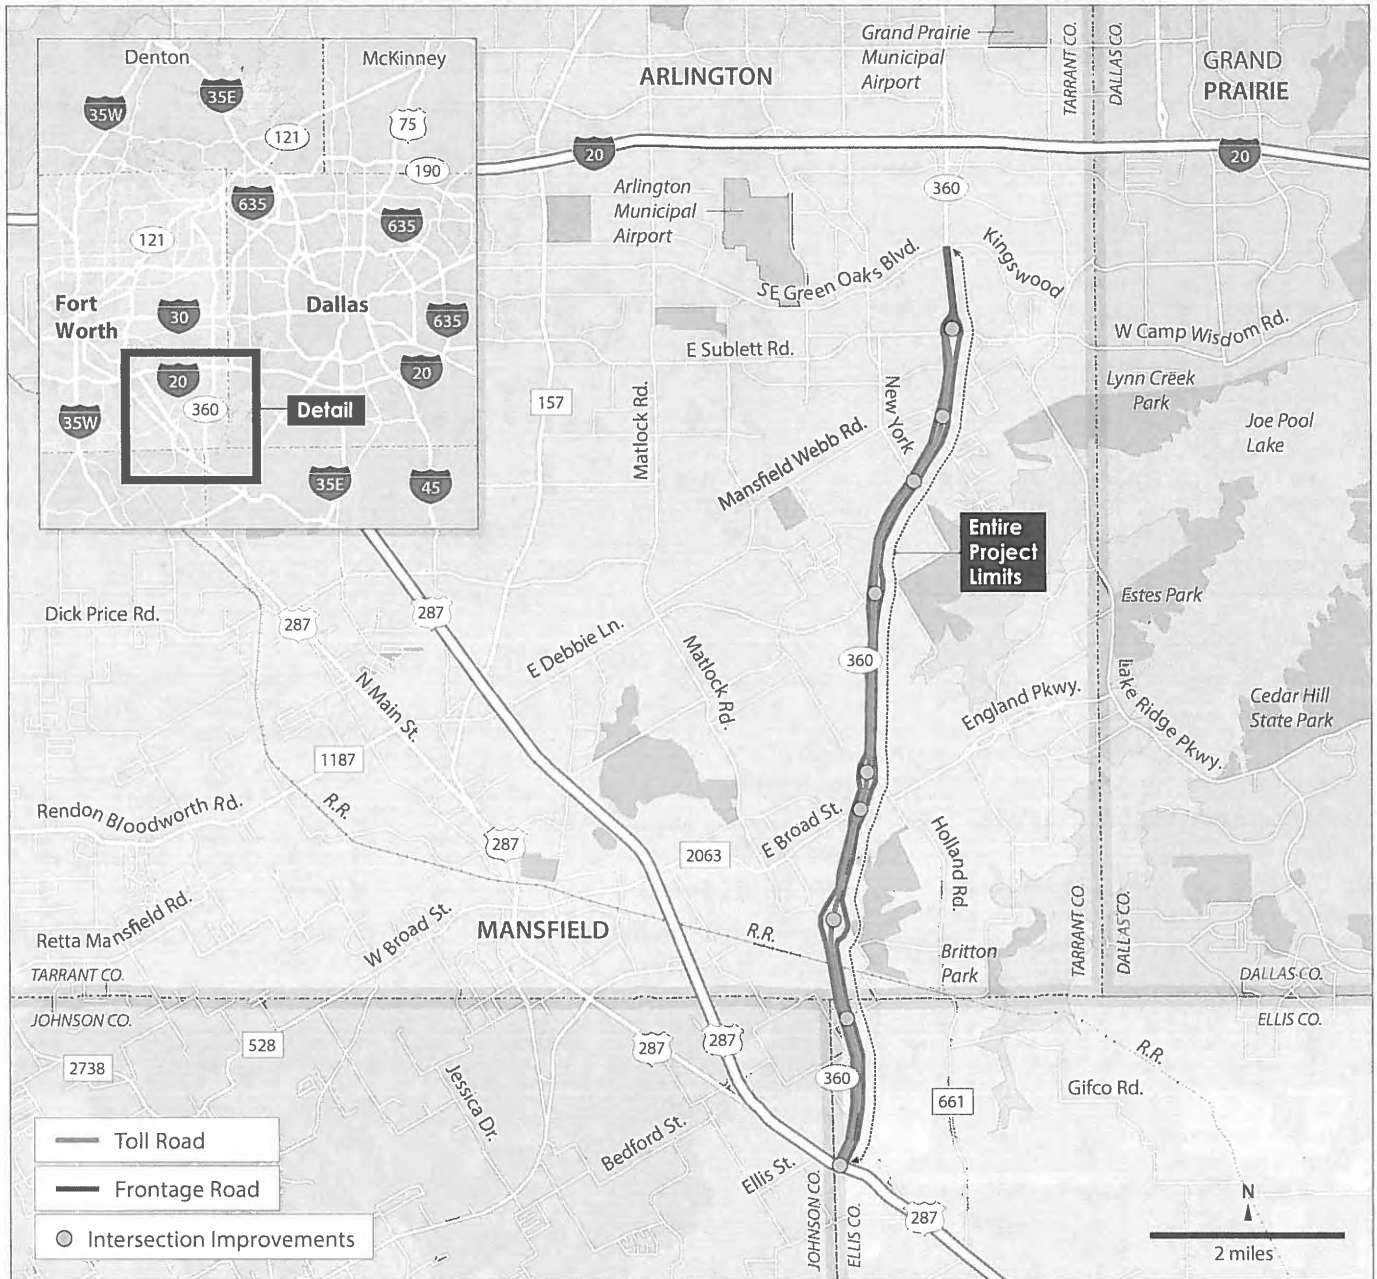 Denton
McKinney
35W
35E
121
75
190
635
635
121
Fort
Worth
Dallas
30
635
20
20
35W
360
Detail
35E
45
ARLINGTON
Grand Prairie
Municipal
Airport
TARRANT CO.
DALLAS CO.
GRAND
PRAIRIE
20
20
360
Arlington
Municipal
Airport
SE Green Oaks Blvd.
Kingswood
E Sublett Rd.
W Camp Wisdom Rd.
Lynn Creek
Park
Joe Pool
Lake
157
Matlock Rd.
New York
Mansfield Webb Rd.
Entire
Project
Limits
Dick Price Rd.
287
287
E Debbie Ln.
Matlock Rd.
360
Estes Park
England Pkwy.
Lake Ridge Pkwy.
Cedar Hill
State Park
N Main St.
1187
R.R.
Rendon Bloodworth Rd.
287
2063
E Broad St.
Holland Rd.
Retta Mansfield Rd.
W Broad St.
MANSFIELD
R.R.
Britton
Park
TARRANT CO.
DALLAS CO.
TARRANT CO.
JOHNSON CO.
DALLAS CO.
ELLIS CO.
2738
528
287
287
360
661
R.R.
Gifco Rd.
Jessica Dr.
Bedford St.
Ellis St.
JOHNSON CO.
ELLIS CO.
287
Toll Road
Frontage Road
Intersection Improvements
N
2 miles